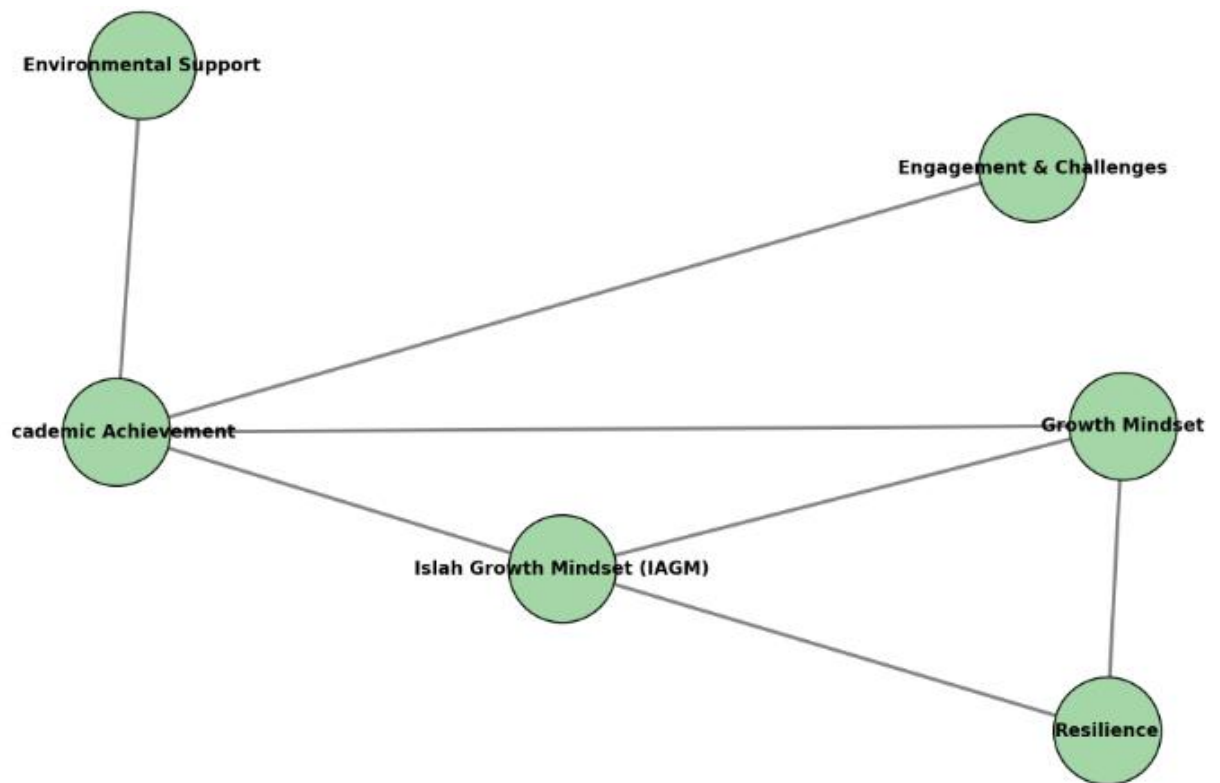 Environmental Support
Engagement & Challenges
cademic Achievement
Growth Mindset
Islah Growth Mindset (IAGM)
Resilience